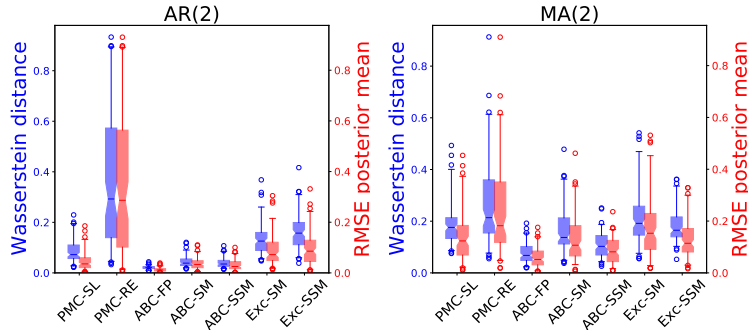 AR(2)
MA(2)
Wasserstein distance
0.8
0.6
0.4
0.2
0.0
0.8
0.6
0.4
0.2
0.0
RMSE posterior mean
PMC-SL
PMC-RE
ABC-FP
ABC-SM
ABC-SSM
Exc-SM
Exc-SSM
Wasserstein distance
0.8
0.6
0.4
0.2
0.0
0.8
0.6
0.4
0.2
0.0
RMSE posterior mean
PMC-SL
PMC-RE
ABC-FP
ABC-SM
ABC-SSM
Exc-SM
Exc-SSM